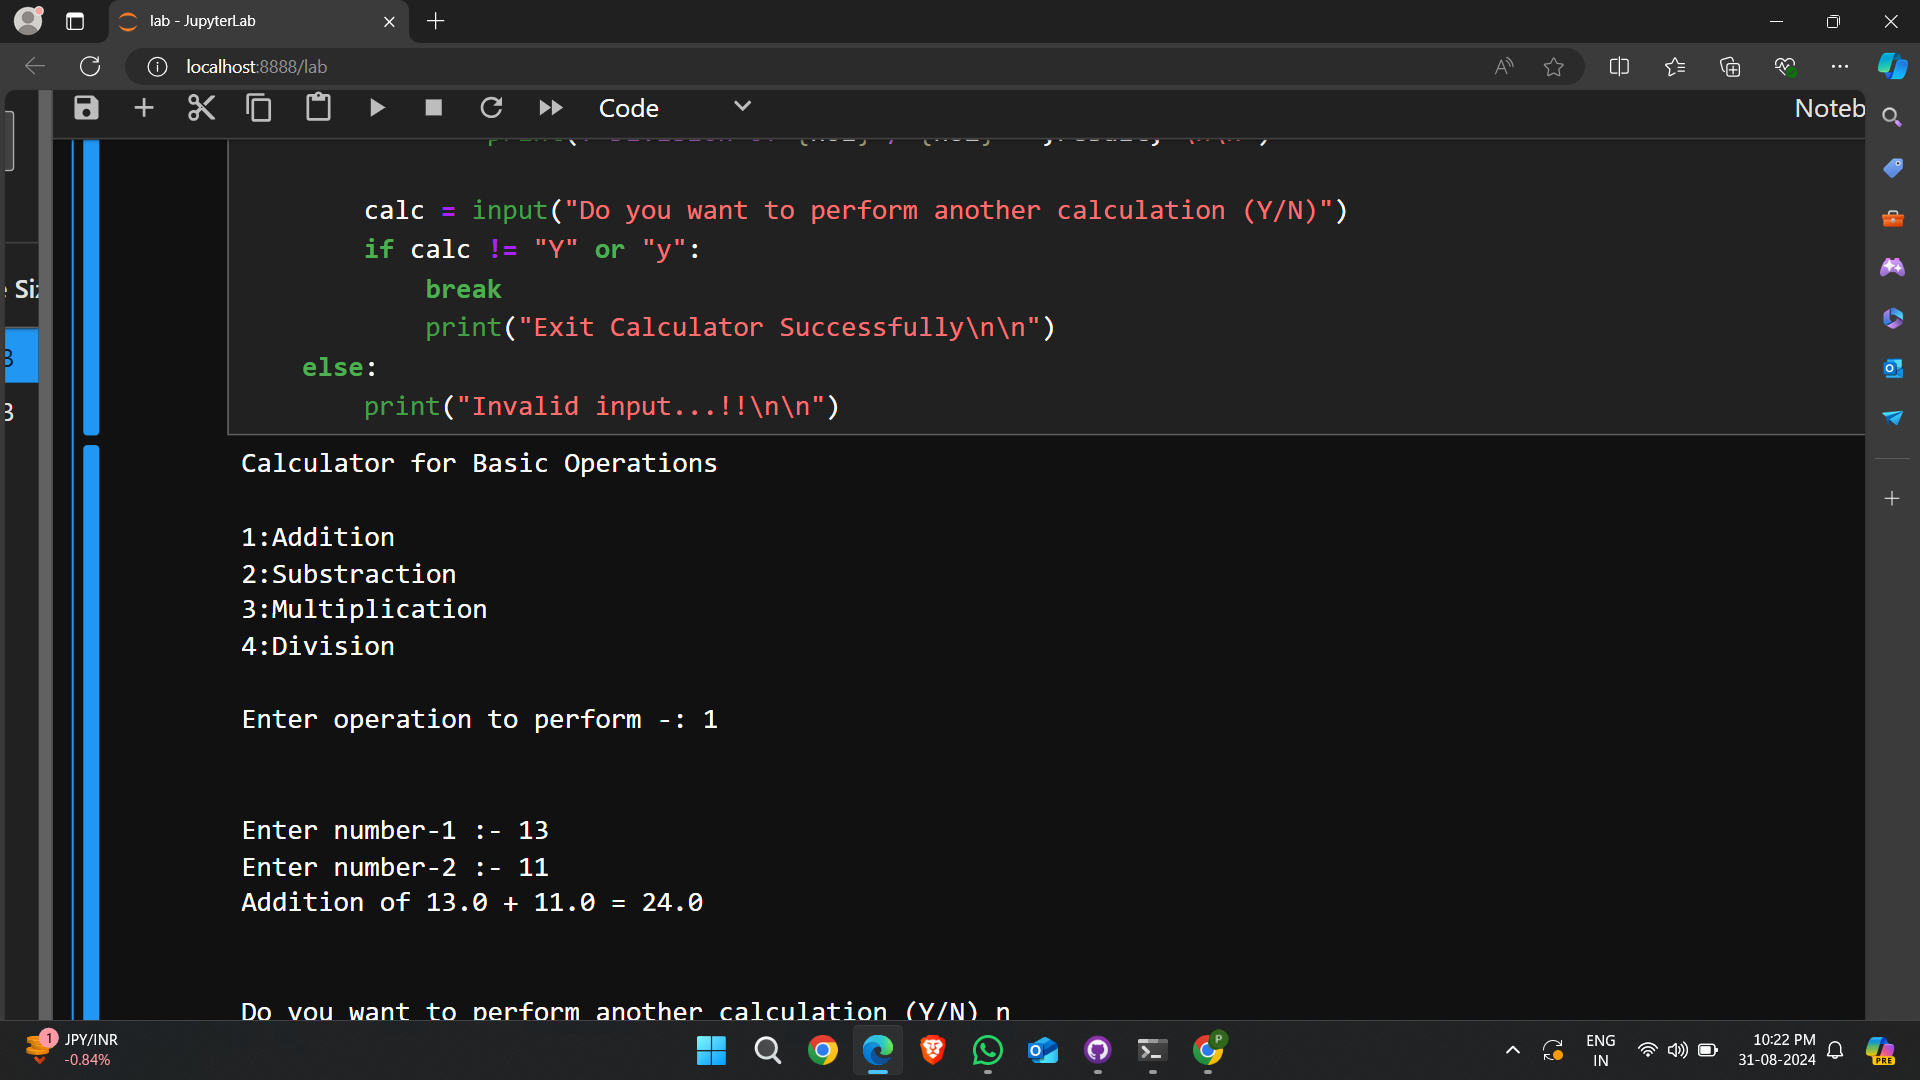 lab - JupyterLab
localhost:8888/lab
Code
Noteb
calc = input("Do you want to perform another calculation (Y/N)")
if calc != "Y" or "y":
break
print("Exit Calculator Successfully\n\n")
else:
print("Invalid input...!!\n\n")
Calculator for Basic Operations
1:Addition
2:Substraction
3:Multiplication
4:Division
Enter operation to perform -: 1
Enter number-1 :- 13
Enter number-2 :- 11
Addition of 13.0 + 11.0 = 24.0
Do you want to perform another calculation (Y/N) n
1
JPY/INR
-0.84%
P
ENG
IN
10:22 PM
31-08-2024
PRE